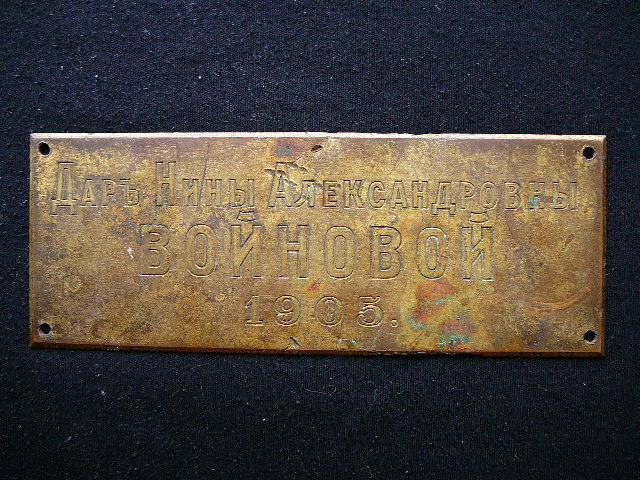 Даръ Нины Александровны
ВОЙНОВОЙ
1905.